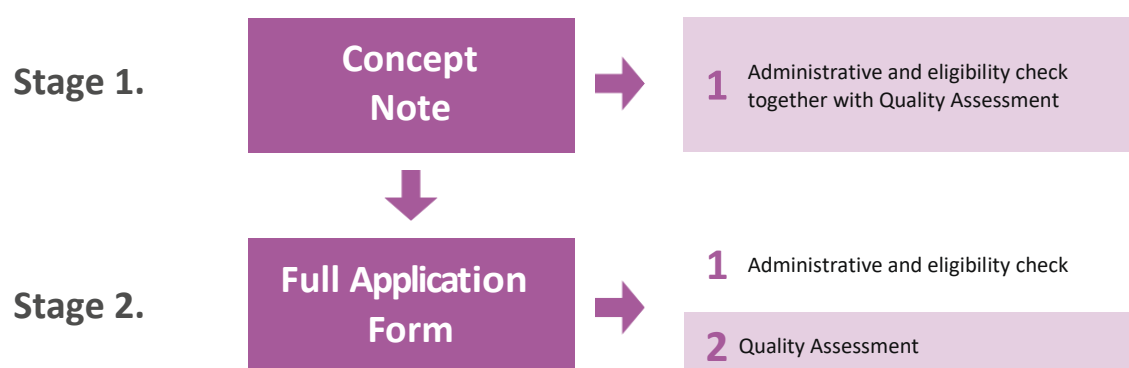 Stage 1.
Concept
Note
1
Administrative and eligibility check
together with Quality Assessment
Stage 2.
Full Application
Form
1
Administrative and eligibility check
2
Quality Assessment